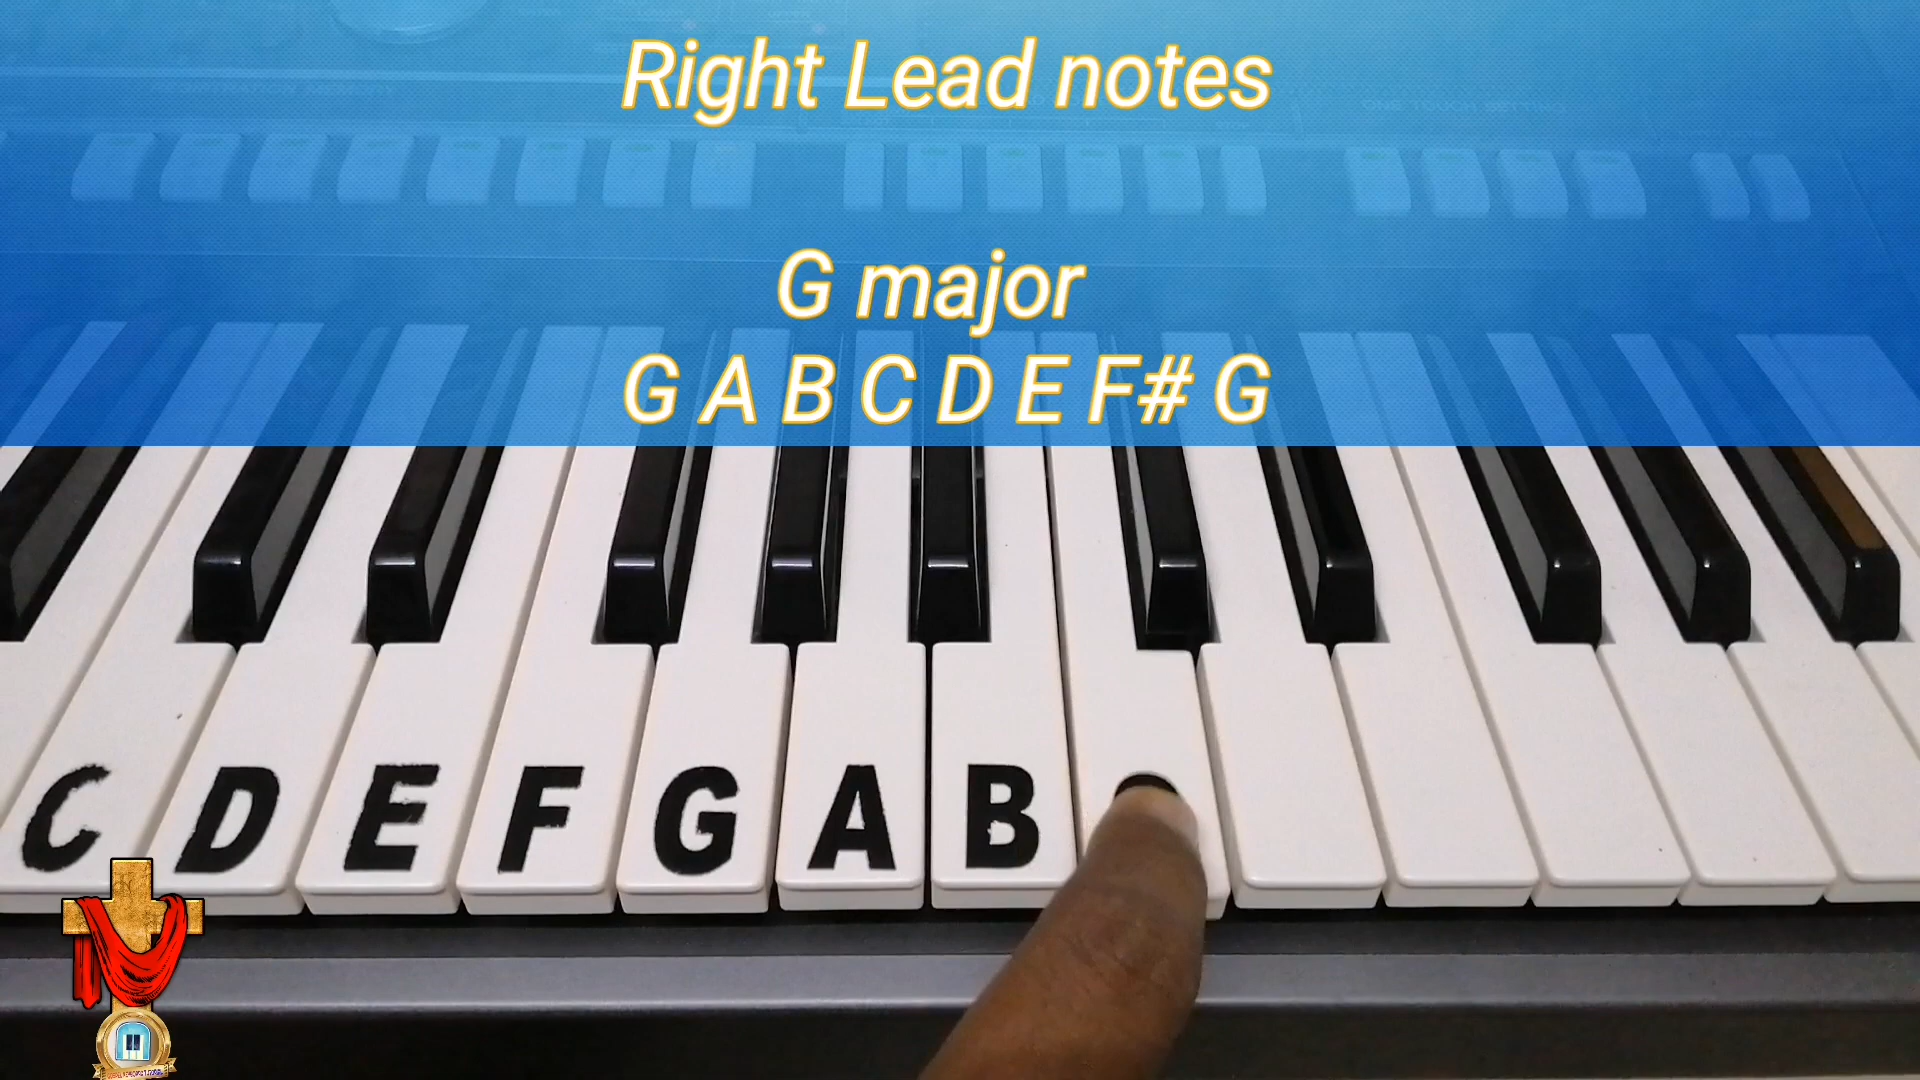 Right Lead notes
G major
G A B C D E F# G
C D E F G A B